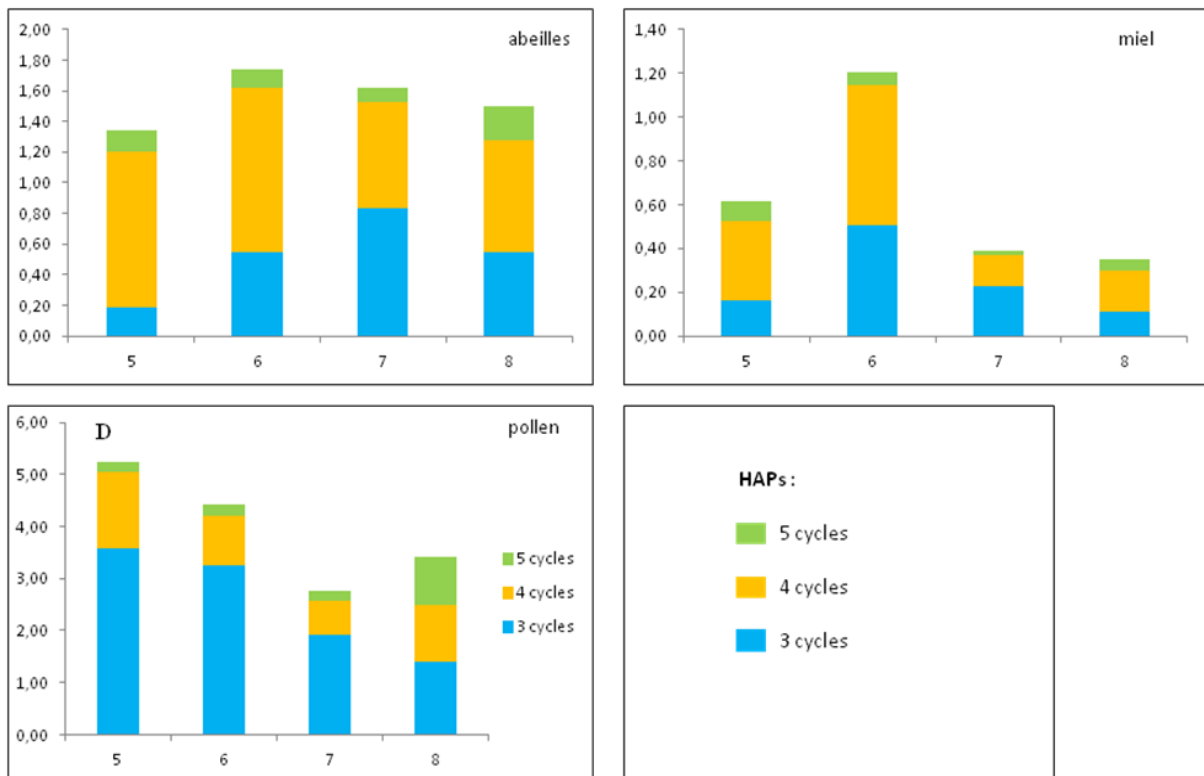 abeilles
2,00
1,80
1,60
1,40
1,20
1,00
0,80
0,60
0,40
0,20
0,00
5 6 7 8
miel
1,40
1,20
1,00
0,80
0,60
0,40
0,20
0,00
5 6 7 8
D
pollen
6,00
5,00
4,00
3,00
2,00
1,00
0,00
5 cycles
4 cycles
3 cycles
5 6 7 8
HAPs :
5 cycles
4 cycles
3 cycles